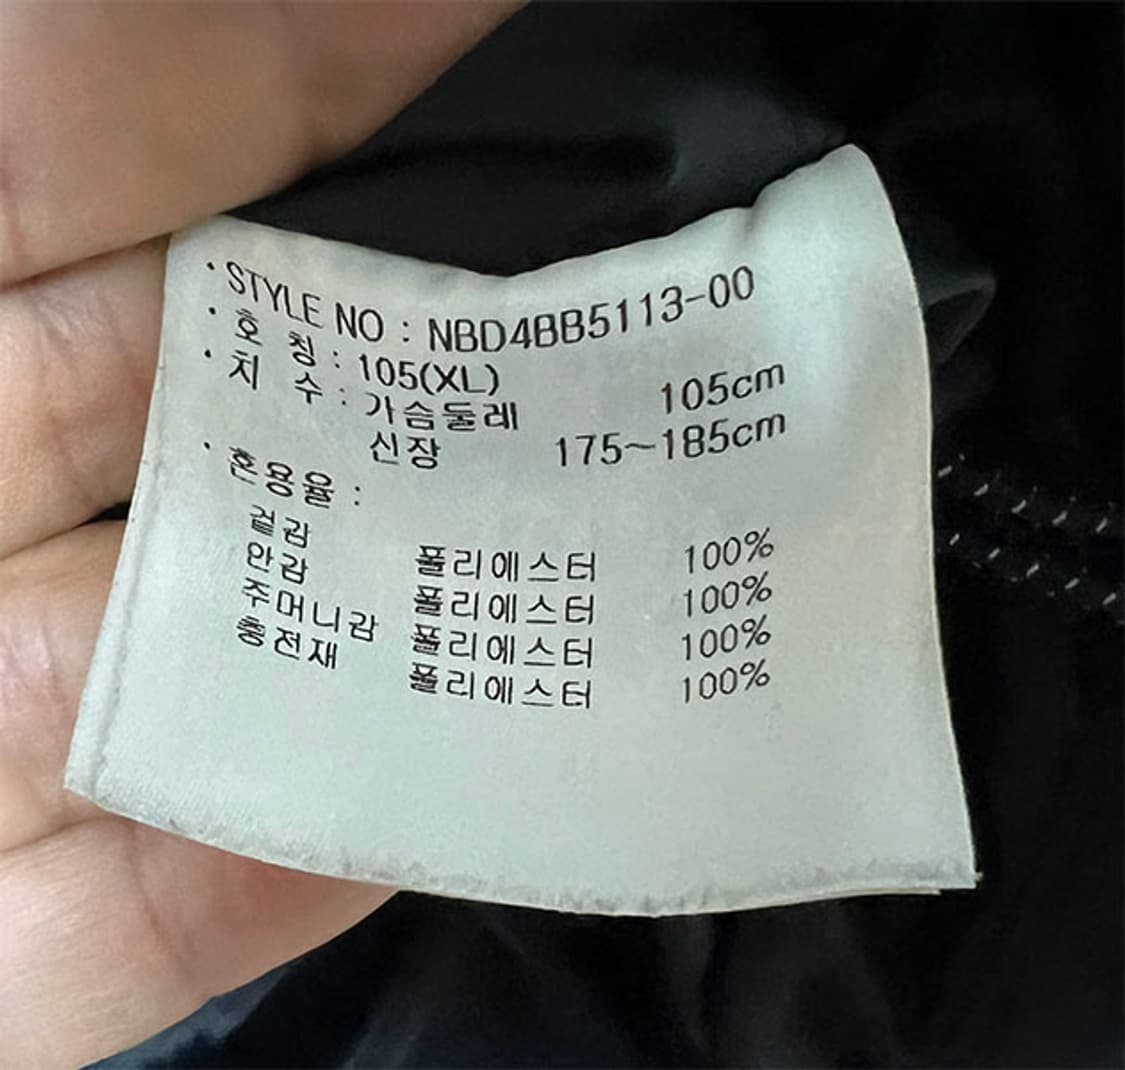 · STYLE NO : NBD4BB5113-00
· 호 칭 : 105(XL)
· 치 수 : 가슴둘레 105cm
신장 175~185cm
· 혼용율 :
겉감 폴리에스터 100%
안감 폴리에스터 100%
주머니감 폴리에스터 100%
충전재 폴리에스터 100%